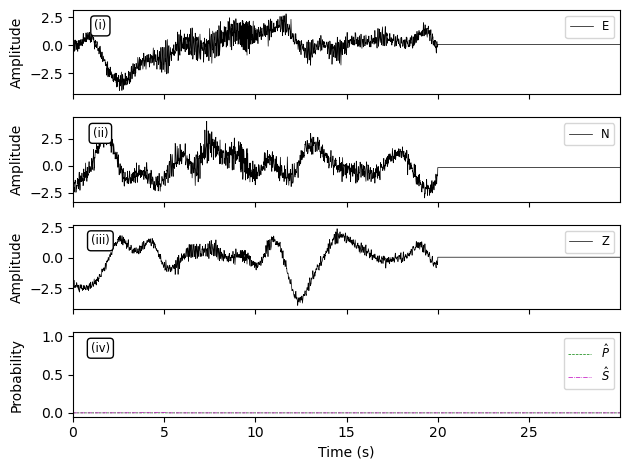 Amplitude
2.5
0.0
−2.5
(i)
E
Amplitude
2.5
0.0
−2.5
(ii)
N
Amplitude
2.5
0.0
−2.5
(iii)
Z
Probability
1.0
0.5
0.0
(iv)
P̂
Ŝ
0 5 10 15 20 25
Time (s)